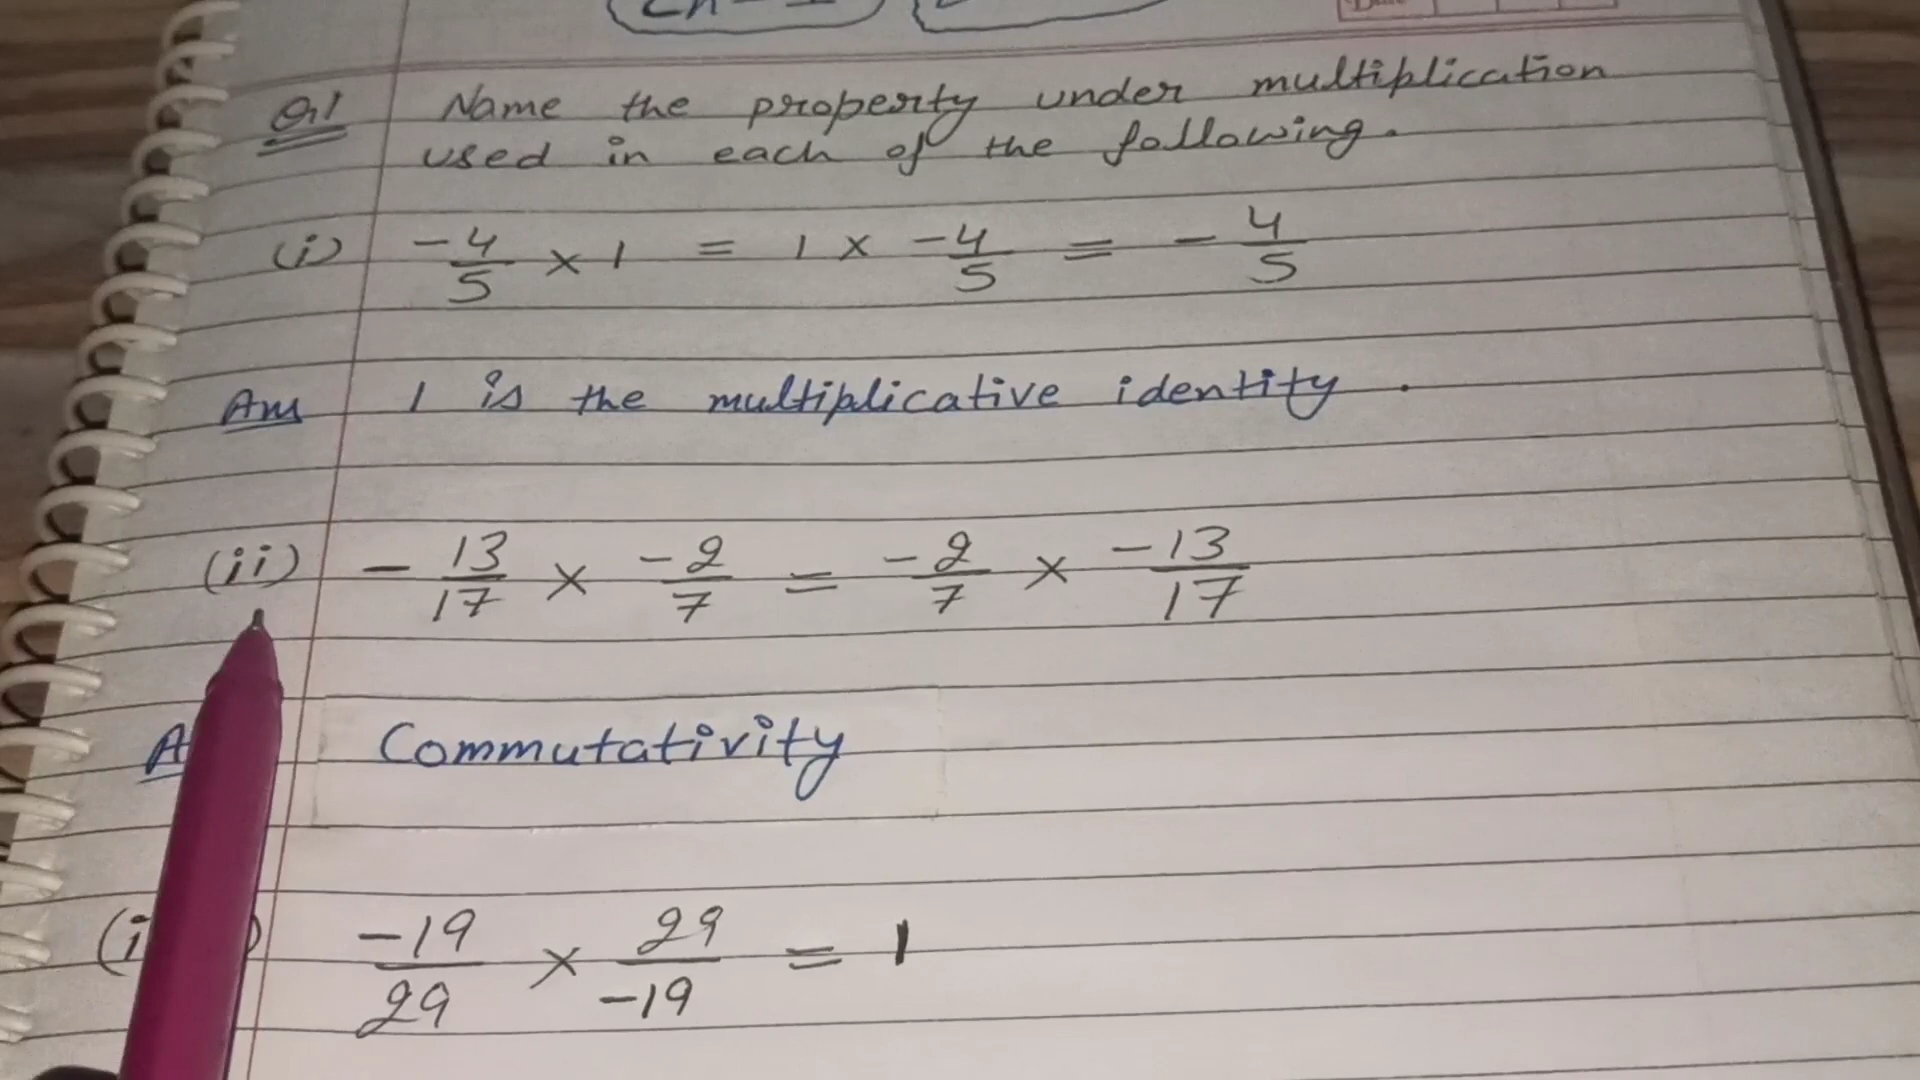 Q.1 Name the property under multiplication
used in each of the following.
(i) -4/5 × 1 = 1 × -4/5 = -4/5
Ans 1 is the multiplicative identity.
(ii) -13/17 × -2/7 = -2/7 × -13/17
Commutativity
-19/29 × 29/-19 = 1